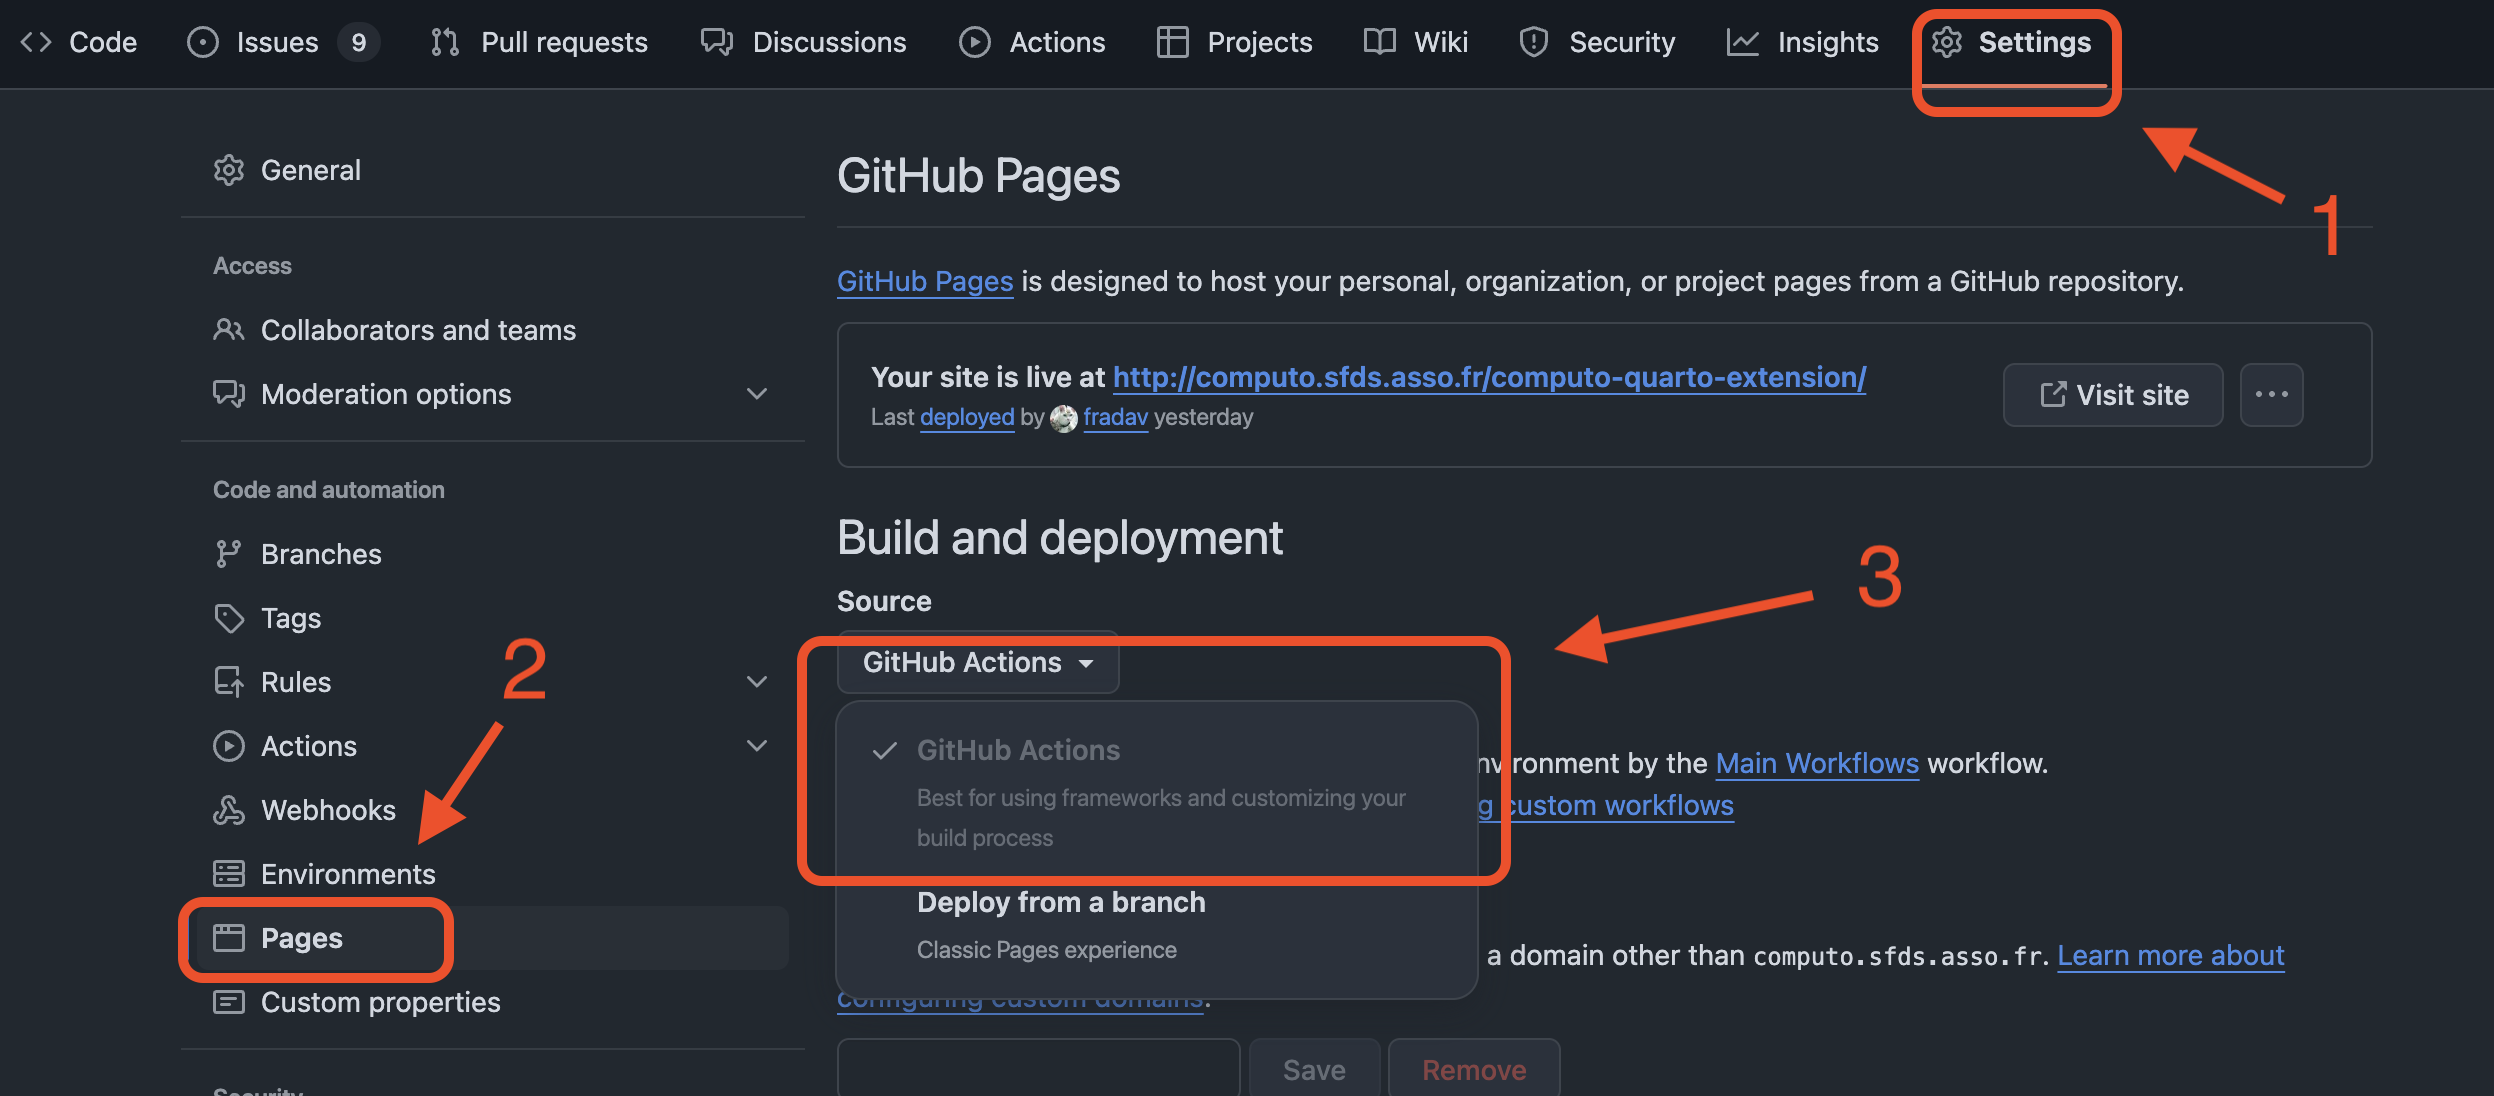 Code Issues 9 Pull requests Discussions Actions Projects Wiki Security Insights Settings
1
General
Access
Collaborators and teams
Moderation options
Code and automation
Branches
Tags
Rules
Actions
Webhooks
Environments
Pages
Custom properties
Security
2
GitHub Pages
GitHub Pages is designed to host your personal, organization, or project pages from a GitHub repository.
Your site is live at http://computo.sfds.asso.fr/computo-quarto-extension/
Last deployed by fradav yesterday
Visit site
Build and deployment
3
Source
GitHub Actions
GitHub Actions
Best for using frameworks and customizing your
build process
Deploy from a branch
Classic Pages experience
nvironment by the Main Workflows workflow.
g custom workflows
a domain other than computo.sfds.asso.fr. Learn more about
configuring custom domains.
Save Remove